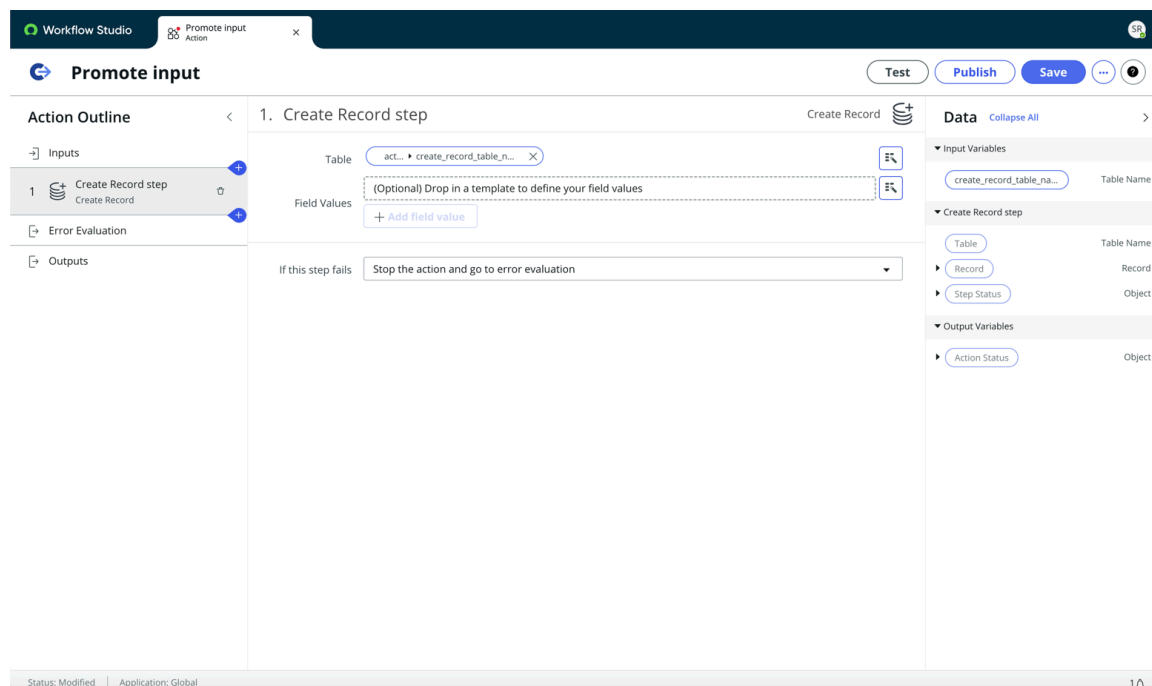 Workflow Studio
Promote input
Action
SR
Promote input
Test
Publish
Save
Action Outline
Inputs
1
Create Record step
Create Record
Error Evaluation
Outputs
1. Create Record step
Create Record
Table
act... create_record_table_n...
Field Values
(Optional) Drop in a template to define your field values
+ Add field value
If this step fails
Stop the action and go to error evaluation
Data
Collapse All
Input Variables
create_record_table_na... Table Name
Create Record step
Table Table Name
Record Record
Step Status Object
Output Variables
Action Status Object
Status: Modified | Application: Global